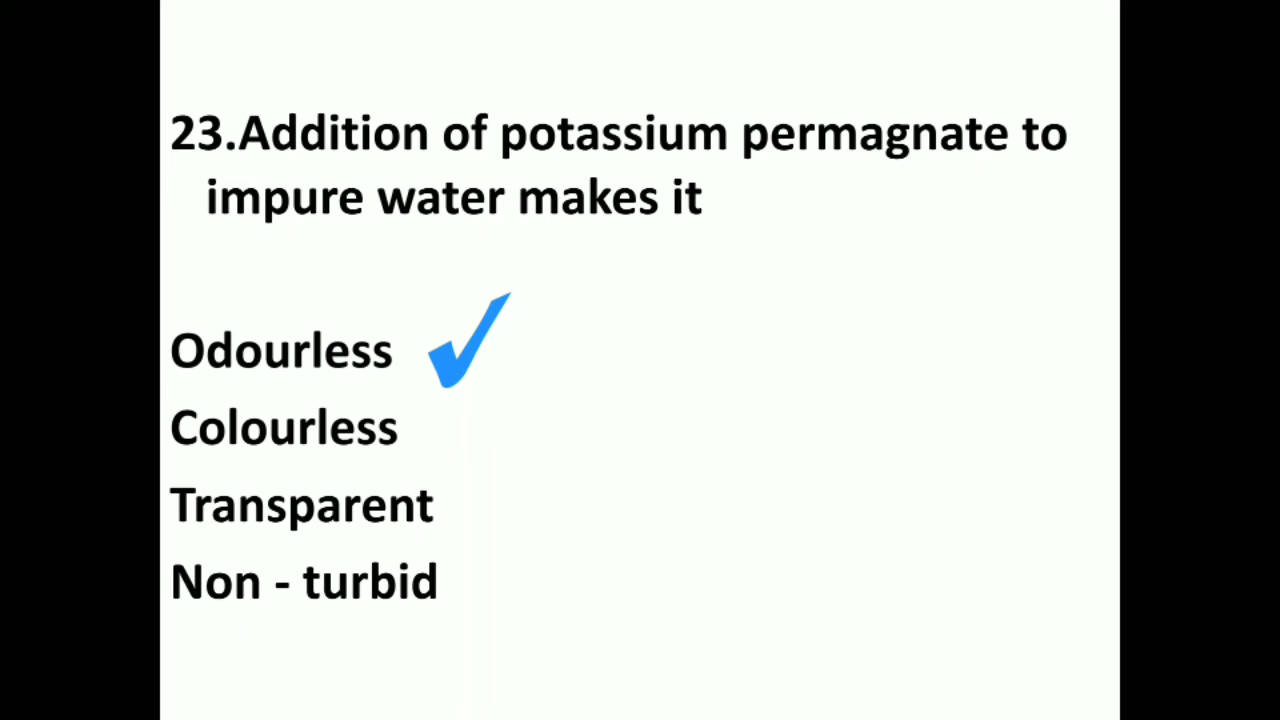 23.Addition of potassium permagnate to
impure water makes it
Odourless
Colourless
Transparent
Non - turbid